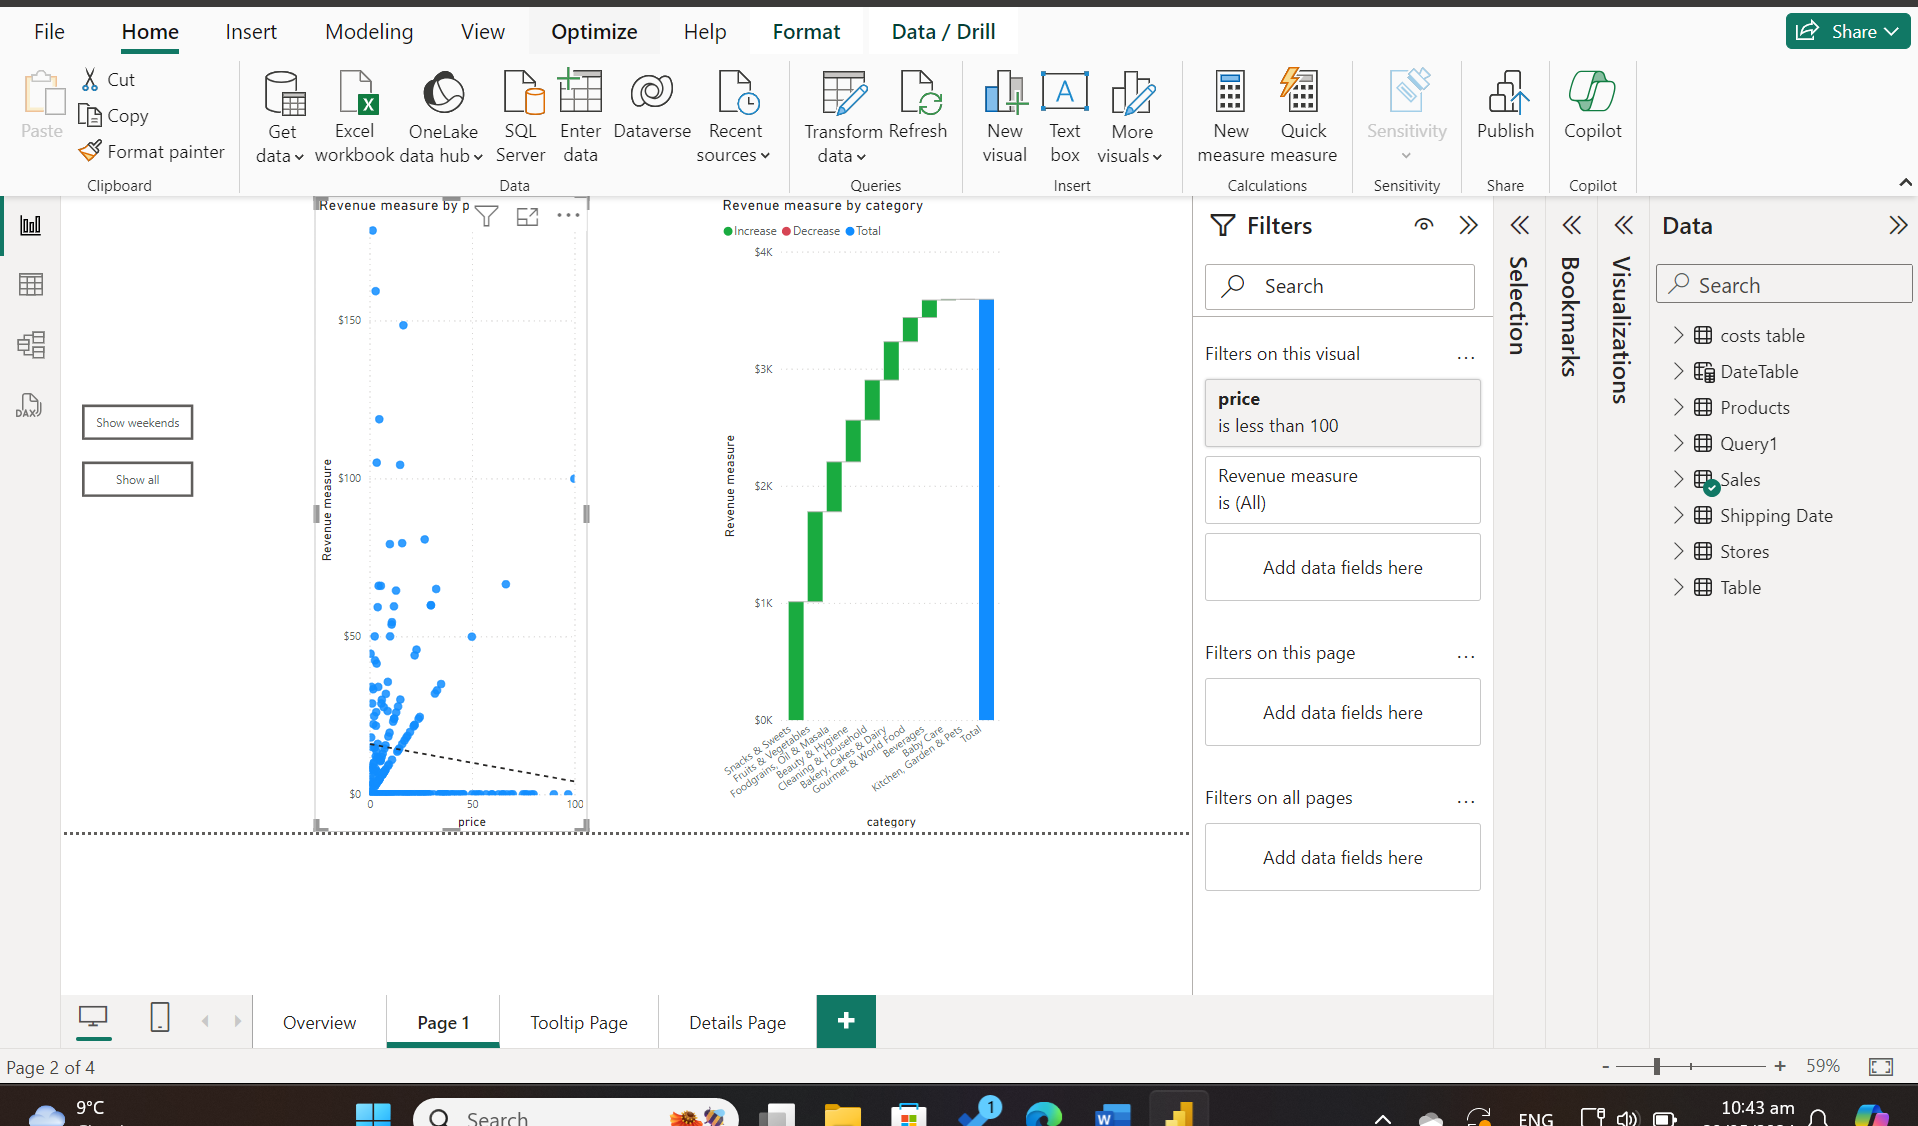 File Home Insert Modeling View Optimize Help Format Data / Drill Share
Paste
Cut
Copy
Format painter
Clipboard
Get data
Excel workbook
OneLake data hub
SQL Server
Enter data
Dataverse
Recent sources
Data
Transform data
Refresh
Queries
New visual
Text box
More visuals
Insert
New measure
Quick measure
Calculations
Sensitivity
Sensitivity
Publish
Share
Copilot
Copilot
DAX
Show weekends
Show all
Revenue measure by p
$150
$100
$50
$0
0 50 100
Revenue measure
price
Revenue measure by category
Increase Decrease Total
$4K
$3K
$2K
$1K
$0K
Revenue measure
Snacks & Sweets
Fruits & Vegetables
Foodgrains, Oil & Masala
Beauty & Hygiene
Cleaning & Household
Bakery, Cakes & Dairy
Gourmet & World Food
Beverages
Baby Care
Kitchen, Garden & Pets
Total
category
Filters
Search
Filters on this visual ...
price
is less than 100
Revenue measure
is (All)
Add data fields here
Filters on this page ...
Add data fields here
Filters on all pages ...
Add data fields here
Selection
Bookmarks
Visualizations
Data
Search
costs table
DateTable
Products
Query1
Sales
Shipping Date
Stores
Table
Overview Page 1 Tooltip Page Details Page +
Page 2 of 4
- + 59%
9°C
Search
1
ENG
10:43 am